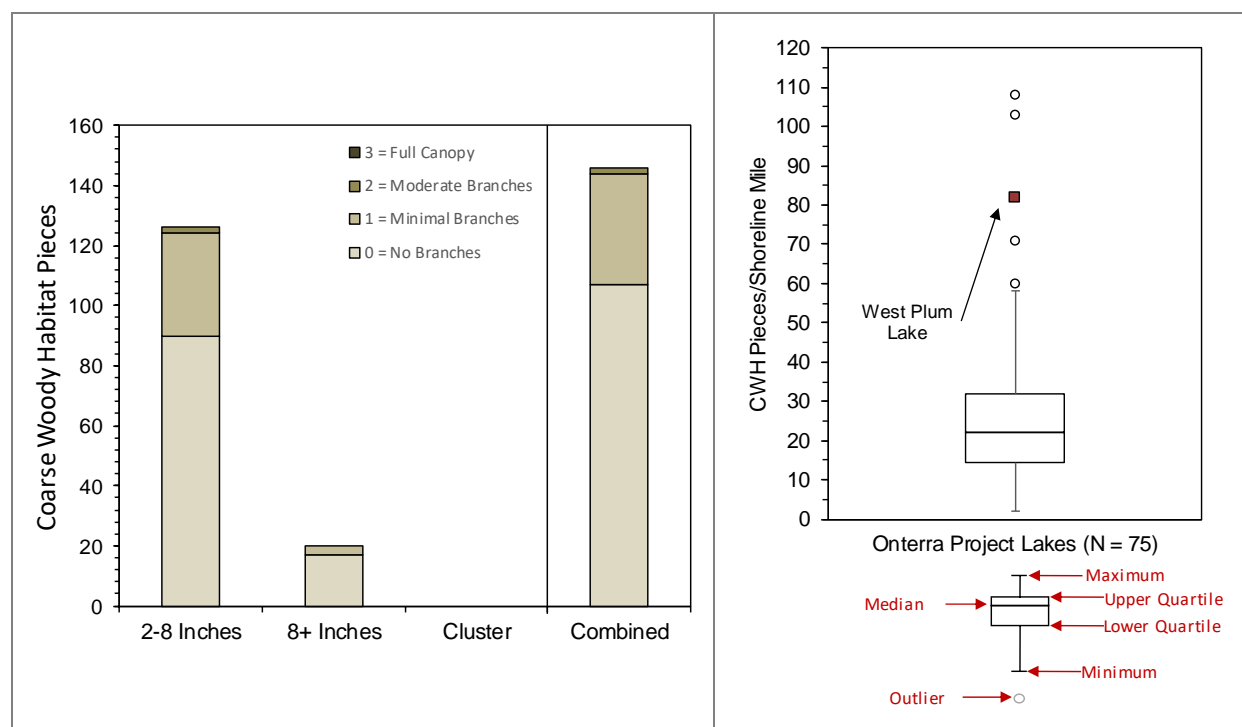 Coarse Woody Habitat Pieces
160
140
120
100
80
60
40
20
0
3 = Full Canopy
2 = Moderate Branches
1 = Minimal Branches
0 = No Branches
2-8 Inches
8+ Inches
Cluster
Combined
CWH Pieces/Shoreline Mile
120
110
100
90
80
70
60
50
40
30
20
10
0
West Plum
Lake
Onterra Project Lakes (N = 75)
Maximum
Upper Quartile
Median
Lower Quartile
Minimum
Outlier